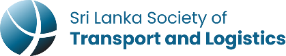 Sri Lanka Society of
Transport and Logistics